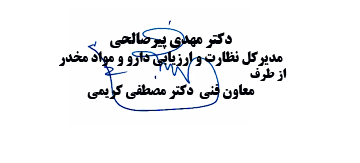 دکتر مهدی پیرصالحی
مدیرکل نظارت و ارزیابی دارو و مواد مخدر
از طرف
معاون فنی دکتر مصطفی کریمی